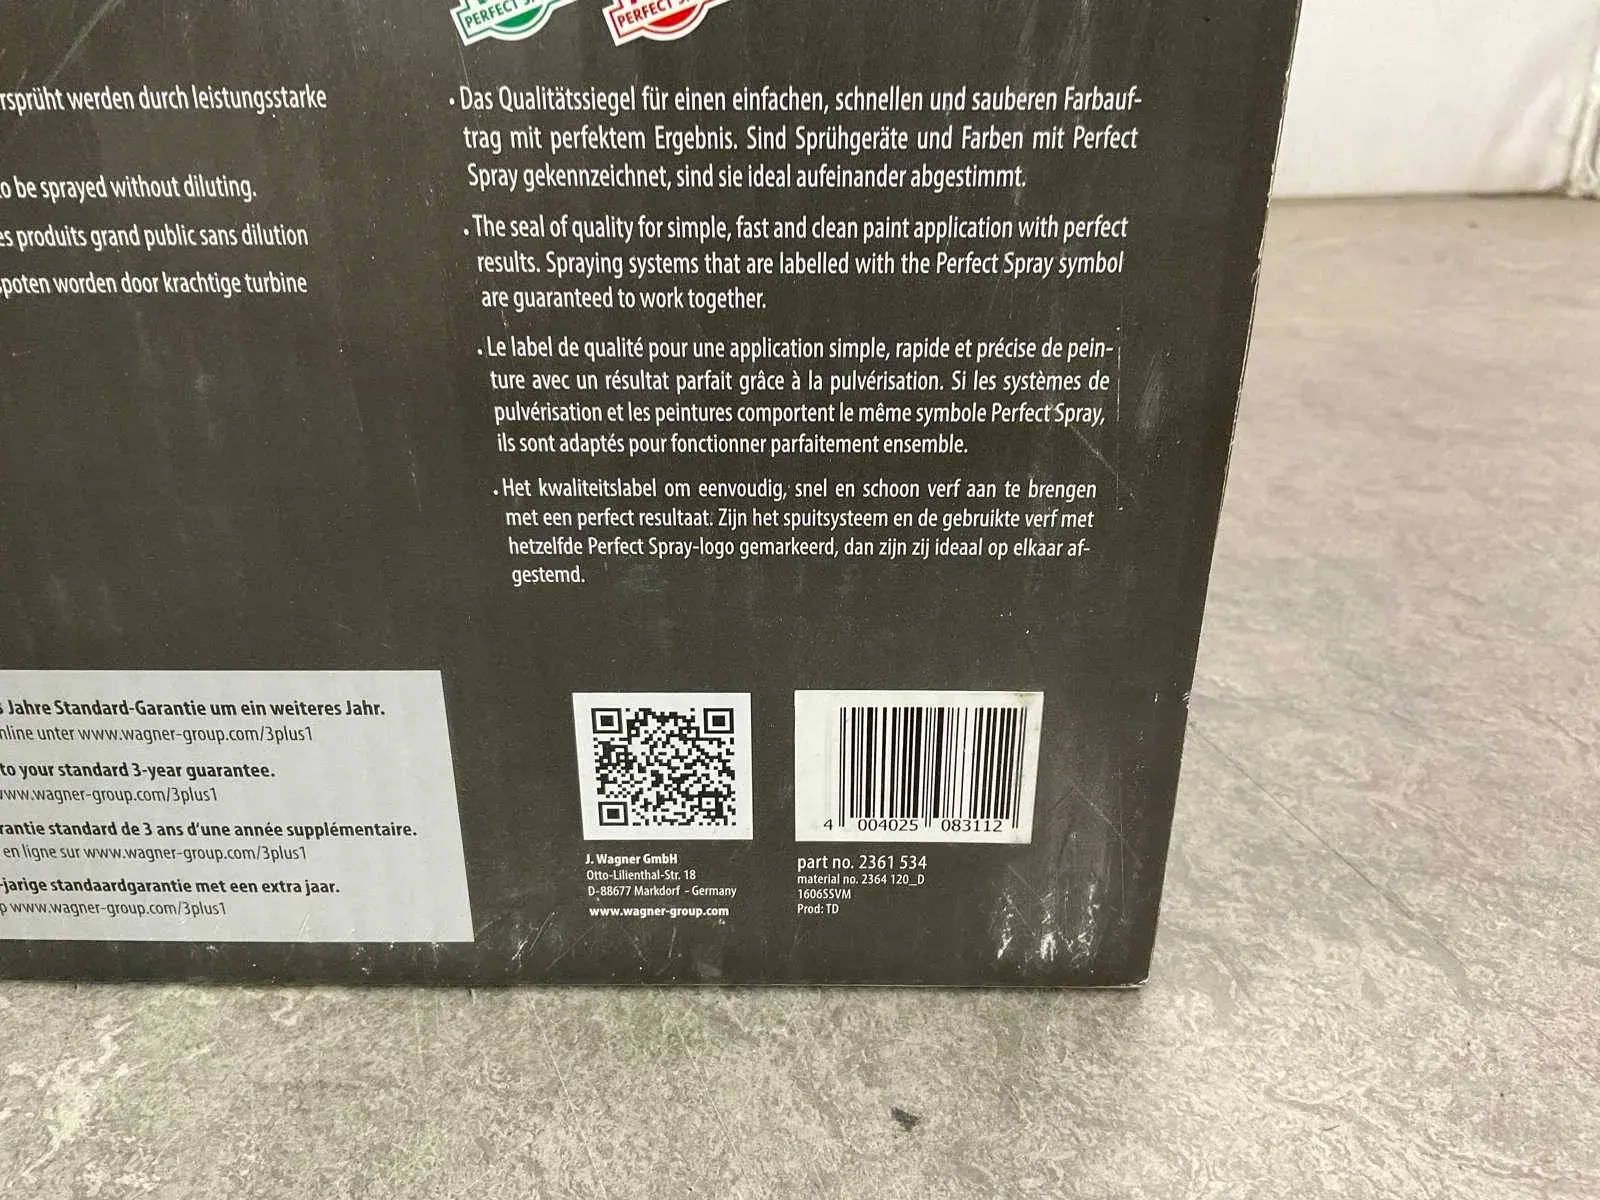 PERFECT
PERFECT
rsprüht werden durch leistungsstarke
o be sprayed without diluting.
es produits grand public sans dilution
poten worden door krachtige turbine
• Das Qualitätssiegel für einen einfachen, schnellen und sauberen Farbauf-
trag mit perfektem Ergebnis. Sind Sprühgeräte und Farben mit Perfect
Spray gekennzeichnet, sind sie ideal aufeinander abgestimmt.
• The seal of quality for simple, fast and clean paint application with perfect
results. Spraying systems that are labelled with the Perfect Spray symbol
are guaranteed to work together.
• Le label de qualité pour une application simple, rapide et précise de pein-
ture avec un résultat parfait grâce à la pulvérisation. Si les systèmes de
pulvérisation et les peintures comportent le même symbole Perfect Spray,
ils sont adaptés pour fonctionner parfaitement ensemble.
• Het kwaliteitslabel om eenvoudig, snel en schoon verf aan te brengen
met een perfect resultaat. Zijn het spuitsysteem en de gebruikte verf met
hetzelfde Perfect Spray-logo gemarkeerd, dan zijn zij ideaal op elkaar af-
gestemd.
Jahre Standard-Garantie um ein weiteres Jahr.
nline unter www.wagner-group.com/3plus1
to your standard 3-year guarantee.
www.wagner-group.com/3plus1
rantie standard de 3 ans d'une année supplémentaire.
en ligne sur www.wagner-group.com/3plus1
-jarige standaardgarantie met een extra jaar.
p www.wagner-group.com/3plus1
J. Wagner GmbH
Otto-Lilienthal-Str. 18
D-88677 Markdorf - Germany
www.wagner-group.com
4 004025 083112
part no. 2361 534
material no. 2364 120_D
1606SSVM
Prod: TD